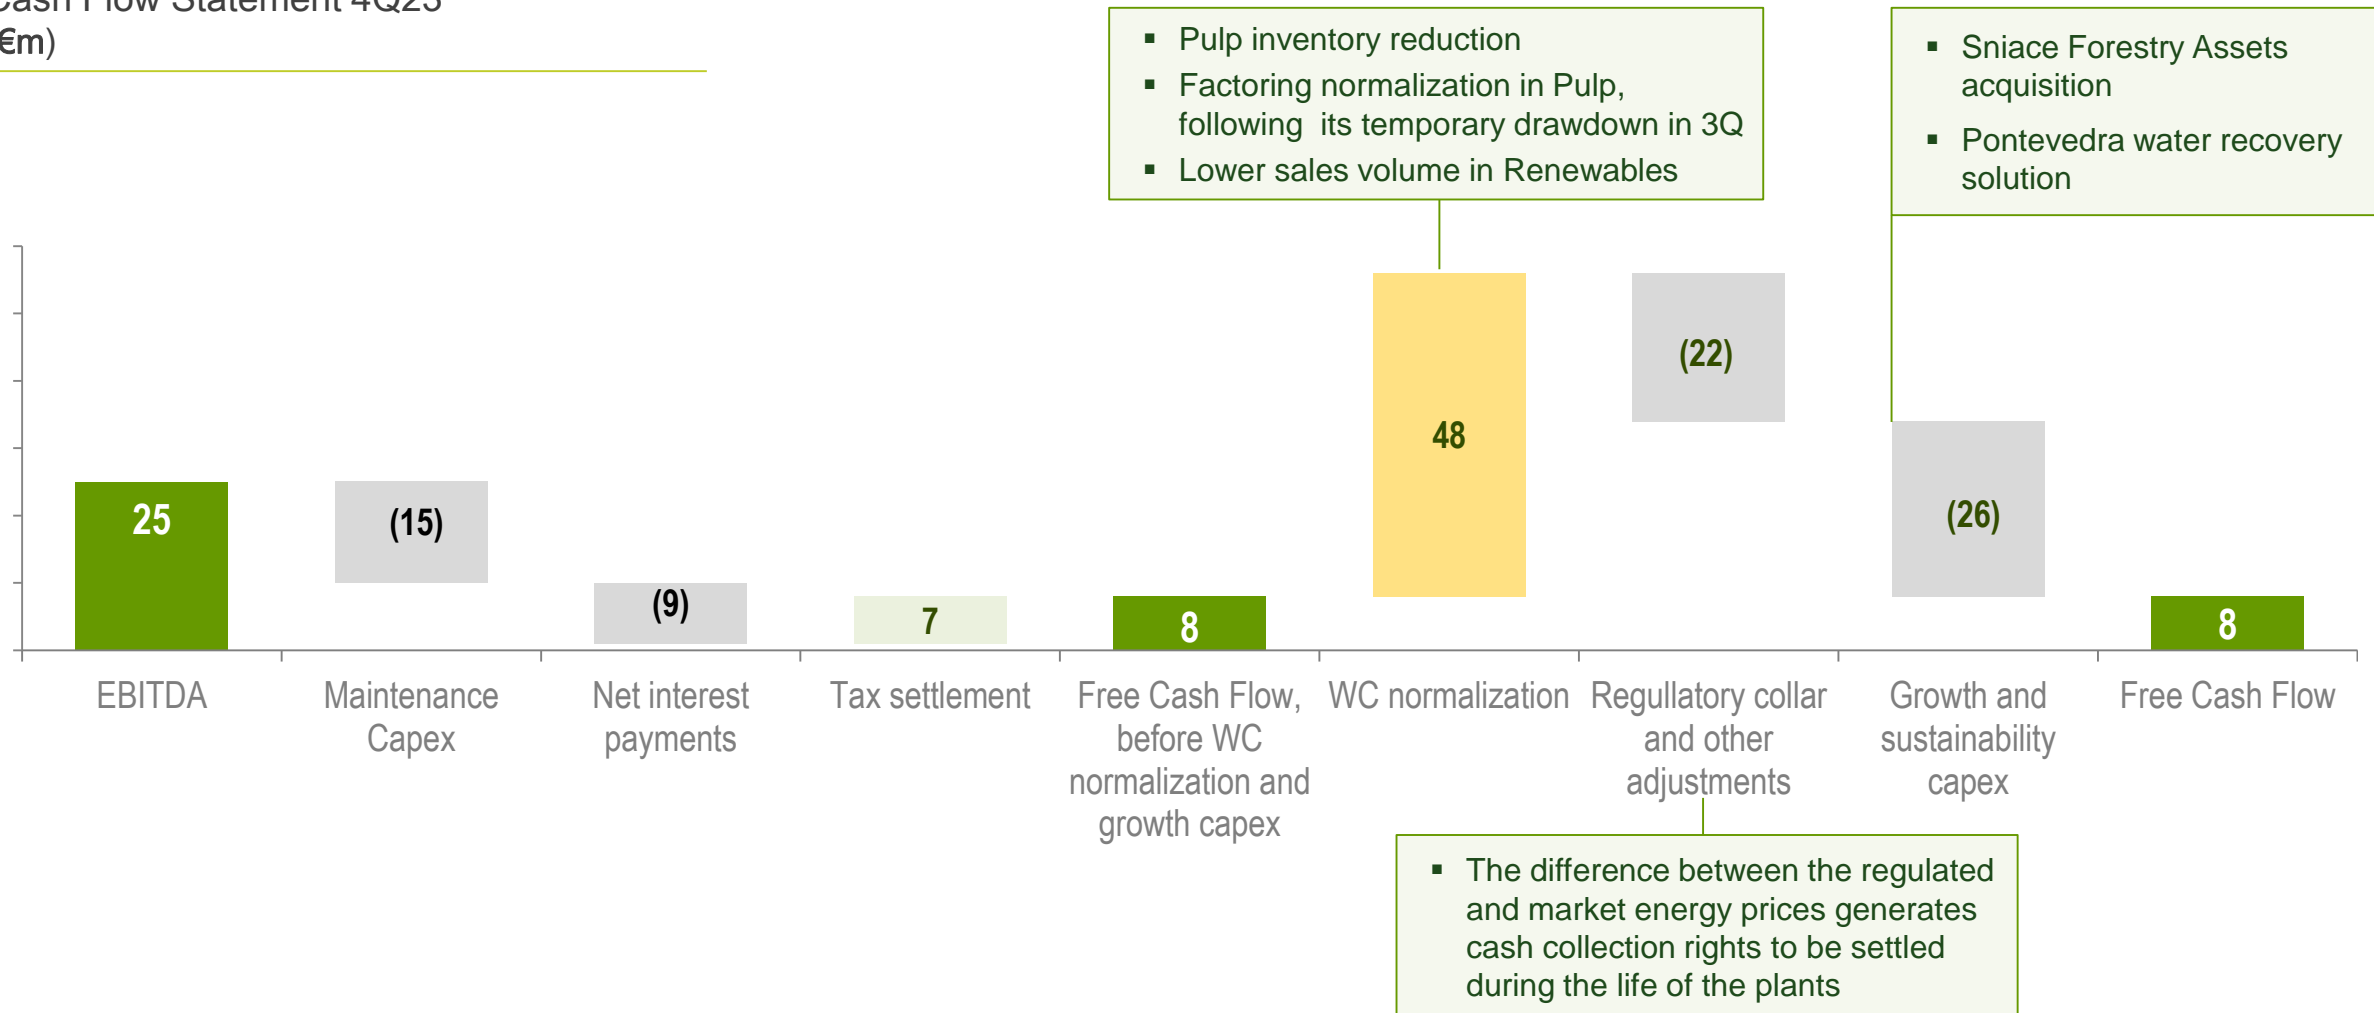 Cash Flow Statement 4Q23
(€m)
▪ Pulp inventory reduction
▪ Factoring normalization in Pulp,
following its temporary drawdown in 3Q
▪ Lower sales volume in Renewables
▪ Sniace Forestry Assets
acquisition
▪ Pontevedra water recovery
solution
25
(15)
(9)
7
8
48
(22)
(26)
8
EBITDA
Maintenance
Capex
Net interest
payments
Tax settlement
Free Cash Flow,
before WC
normalization and
growth capex
WC normalization
Regullatory collar
and other
adjustments
Growth and
sustainability
capex
Free Cash Flow
▪ The difference between the regulated
and market energy prices generates
cash collection rights to be settled
during the life of the plants